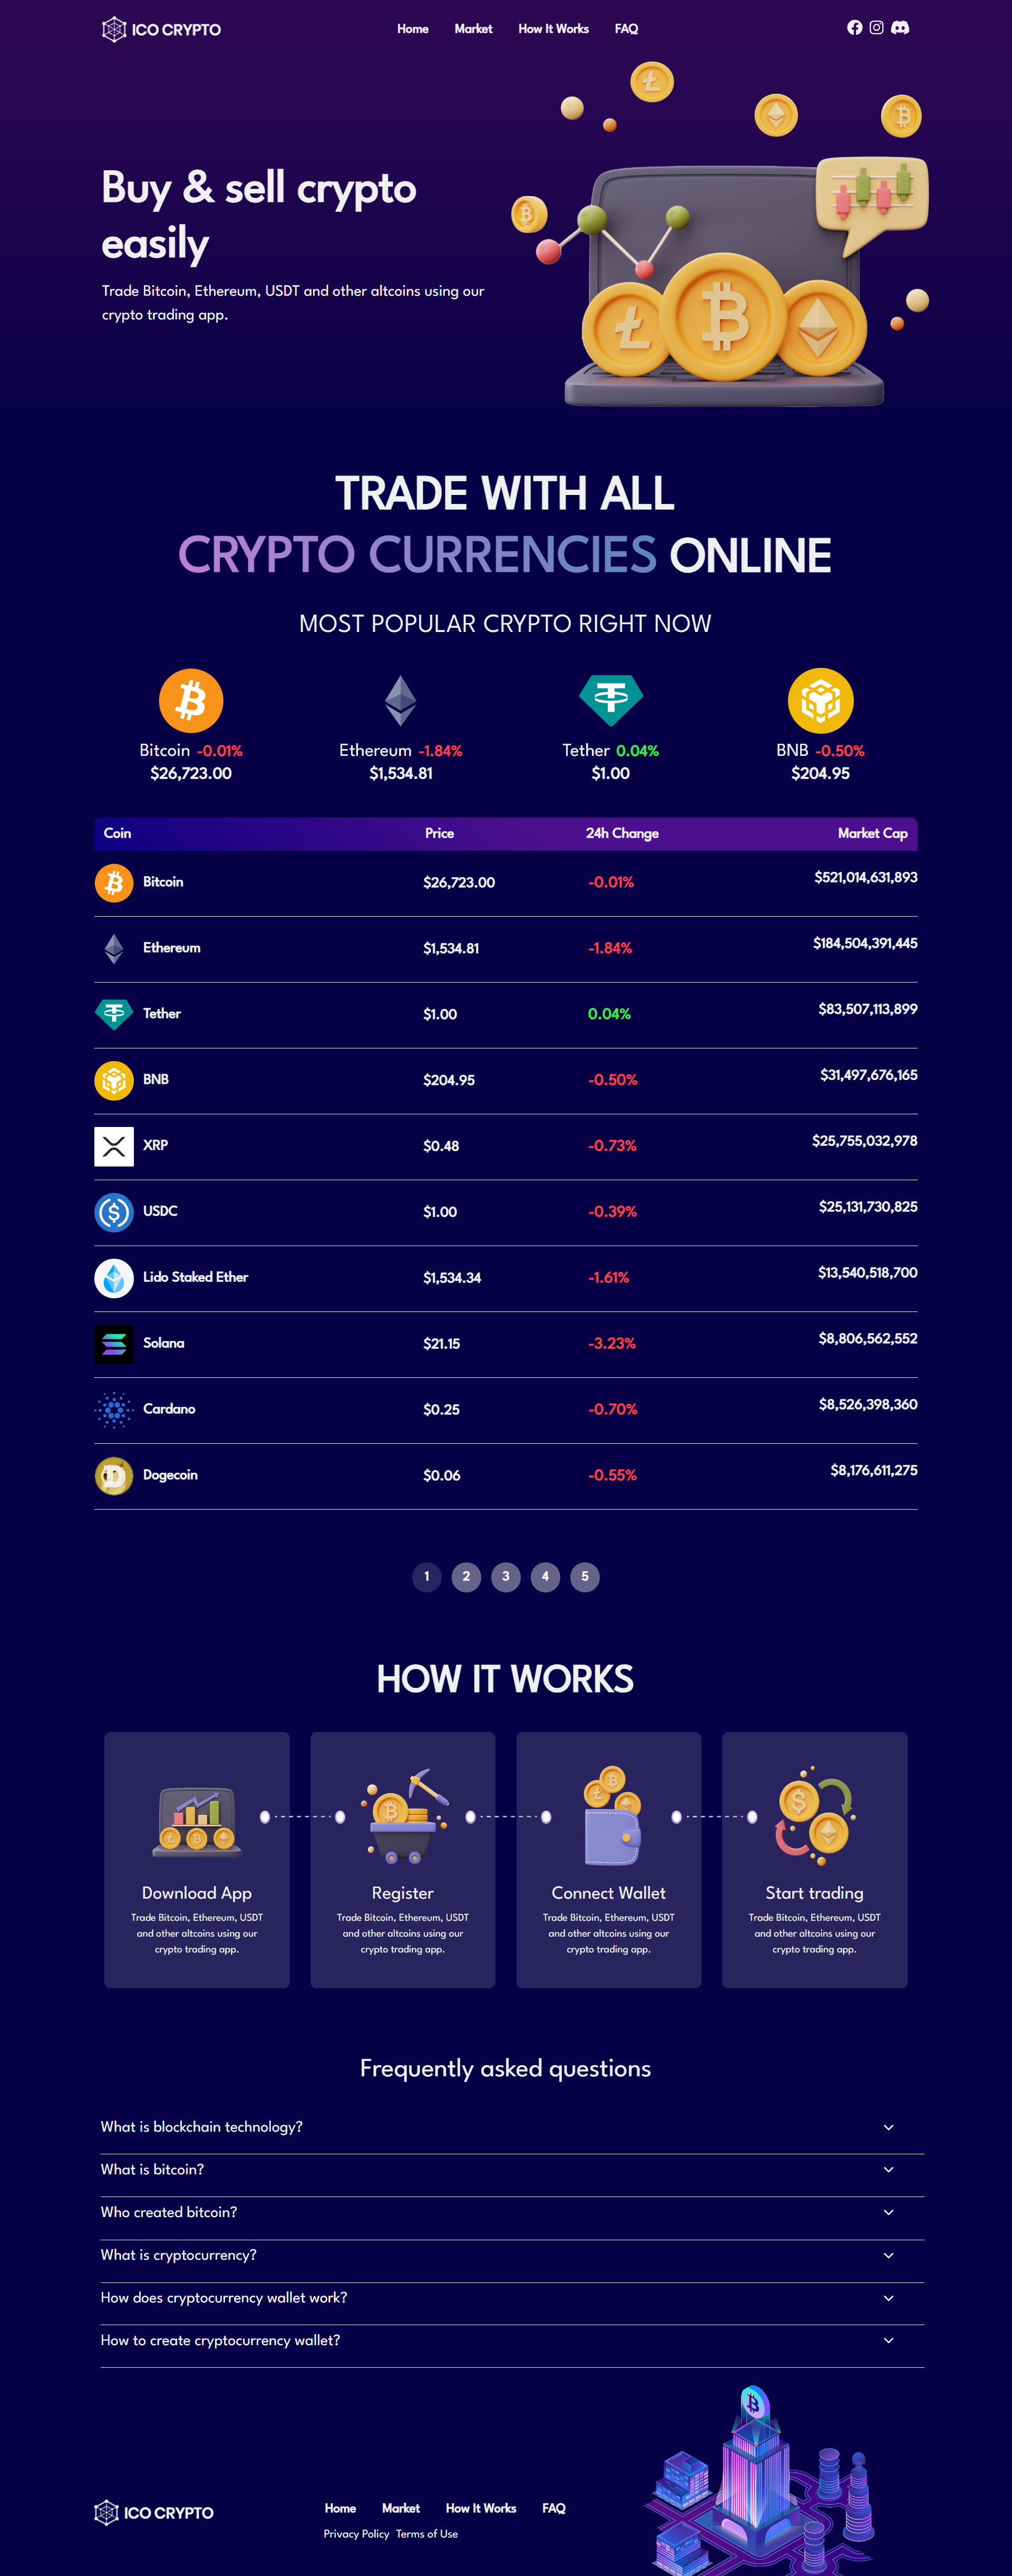 ICO CRYPTO
Home Market How It Works FAQ
Buy & sell crypto
easily
Trade Bitcoin, Ethereum, USDT and other altcoins using our
crypto trading app.
TRADE WITH ALL
CRYPTO CURRENCIES ONLINE
MOST POPULAR CRYPTO RIGHT NOW
Bitcoin -0.01%
$26,723.00
Ethereum -1.84%
$1,534.81
Tether 0.04%
$1.00
BNB -0.50%
$204.95
Coin Price 24h Change Market Cap
Bitcoin $26,723.00 -0.01% $521,014,631,893
Ethereum $1,534.81 -1.84% $184,504,391,445
Tether $1.00 0.04% $83,507,113,899
BNB $204.95 -0.50% $31,497,676,165
XRP $0.48 -0.73% $25,755,032,978
USDC $1.00 -0.39% $25,131,730,825
Lido Staked Ether $1,534.34 -1.61% $13,540,518,700
Solana $21.15 -3.23% $8,806,562,552
Cardano $0.25 -0.70% $8,526,398,360
Dogecoin $0.06 -0.55% $8,176,611,275
1 2 3 4 5
HOW IT WORKS
Download App
Trade Bitcoin, Ethereum, USDT
and other altcoins using our
crypto trading app.
Register
Trade Bitcoin, Ethereum, USDT
and other altcoins using our
crypto trading app.
Connect Wallet
Trade Bitcoin, Ethereum, USDT
and other altcoins using our
crypto trading app.
Start trading
Trade Bitcoin, Ethereum, USDT
and other altcoins using our
crypto trading app.
Frequently asked questions
What is blockchain technology?
What is bitcoin?
Who created bitcoin?
What is cryptocurrency?
How does cryptocurrency wallet work?
How to create cryptocurrency wallet?
ICO CRYPTO
Home Market How It Works FAQ
Privacy Policy Terms of Use